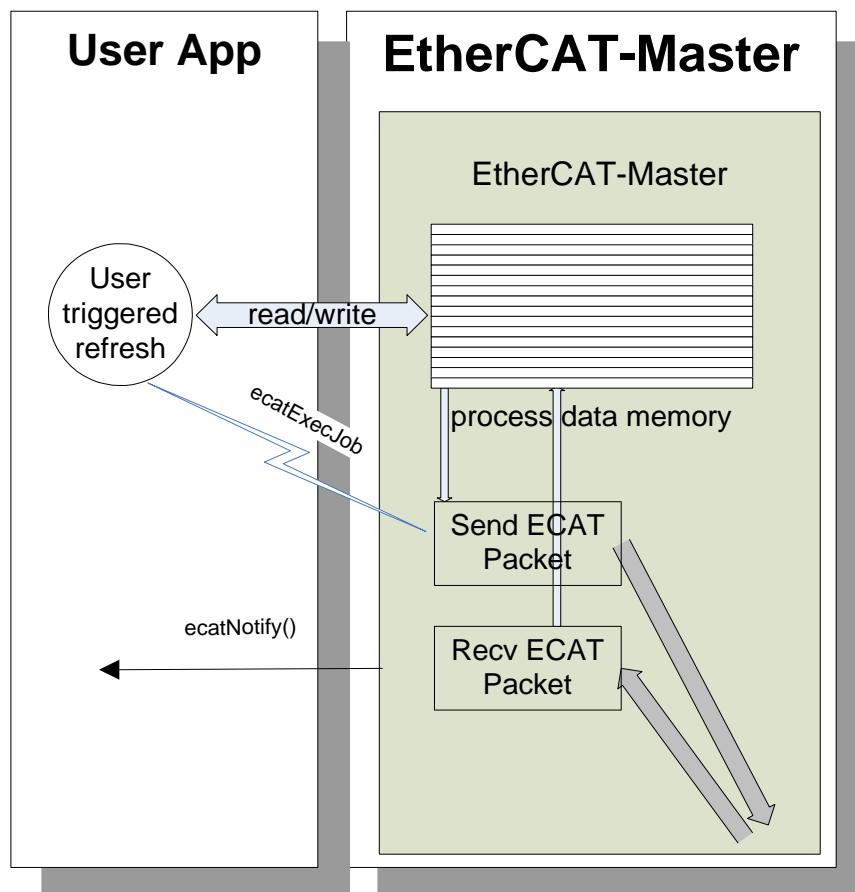 User App
EtherCAT-Master
EtherCAT-Master
User
triggered
refresh
read/write
ecatExecJob
process data memory
Send ECAT
Packet
ecatNotify()
Recv ECAT
Packet